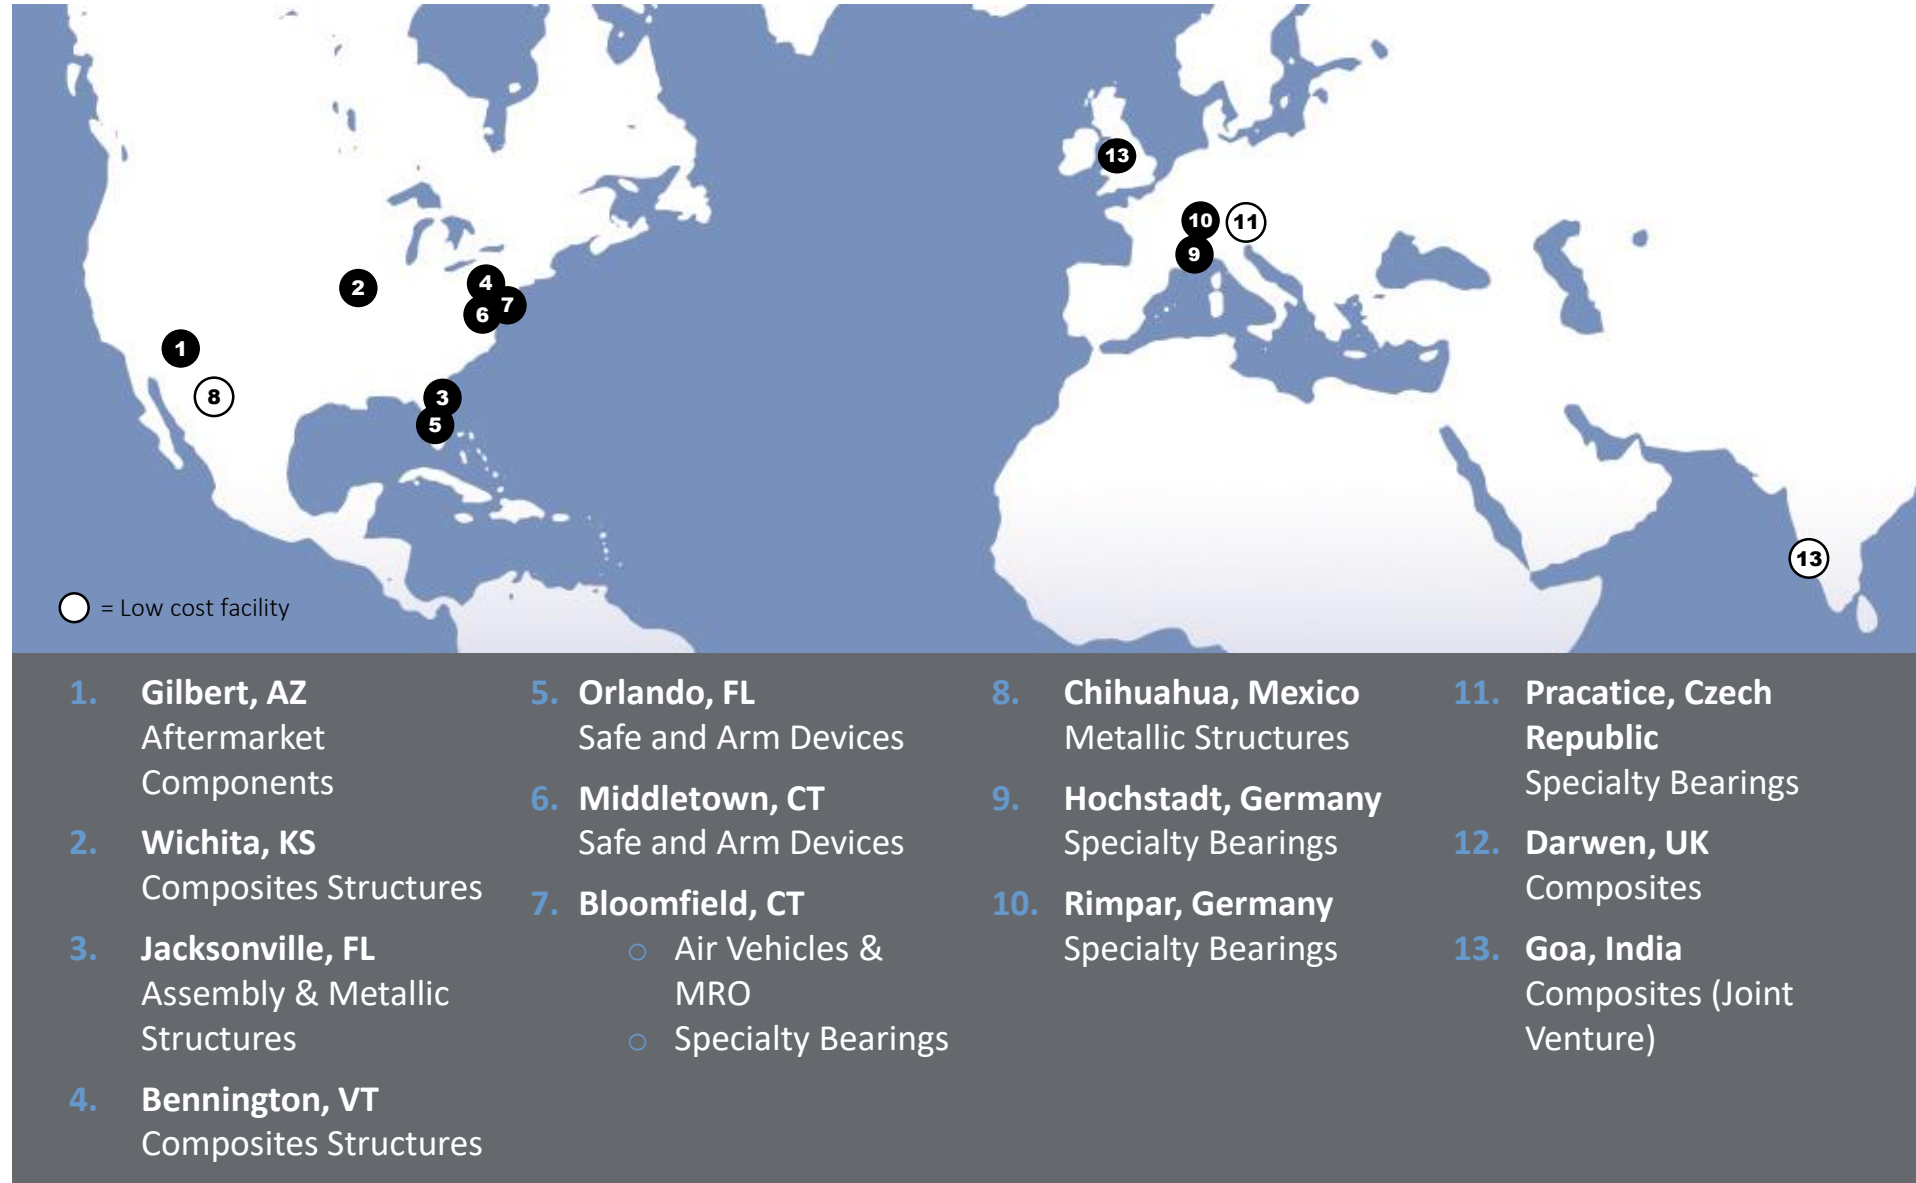 13
10
11
9
4
2
7
6
1
8
3
5
13
= Low cost facility
1. Gilbert, AZ
Aftermarket
Components
2. Wichita, KS
Composites Structures
3. Jacksonville, FL
Assembly & Metallic
Structures
4. Bennington, VT
Composites Structures
5. Orlando, FL
Safe and Arm Devices
6. Middletown, CT
Safe and Arm Devices
7. Bloomfield, CT
o Air Vehicles &
MRO
o Specialty Bearings
8. Chihuahua, Mexico
Metallic Structures
9. Hochstadt, Germany
Specialty Bearings
10. Rimpar, Germany
Specialty Bearings
11. Pracatice, Czech
Republic
Specialty Bearings
12. Darwen, UK
Composites
13. Goa, India
Composites (Joint
Venture)